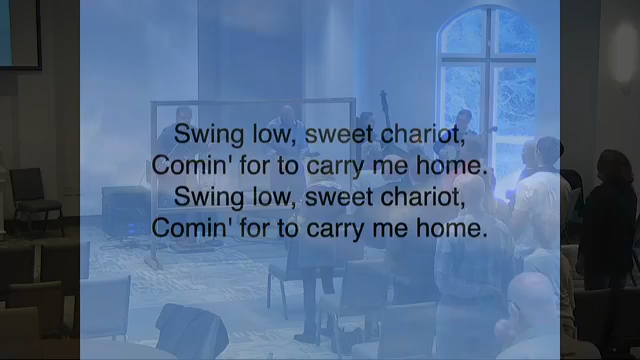 Swing low, sweet chariot,
Comin' for to carry me home.
Swing low, sweet chariot,
Comin' for to carry me home.